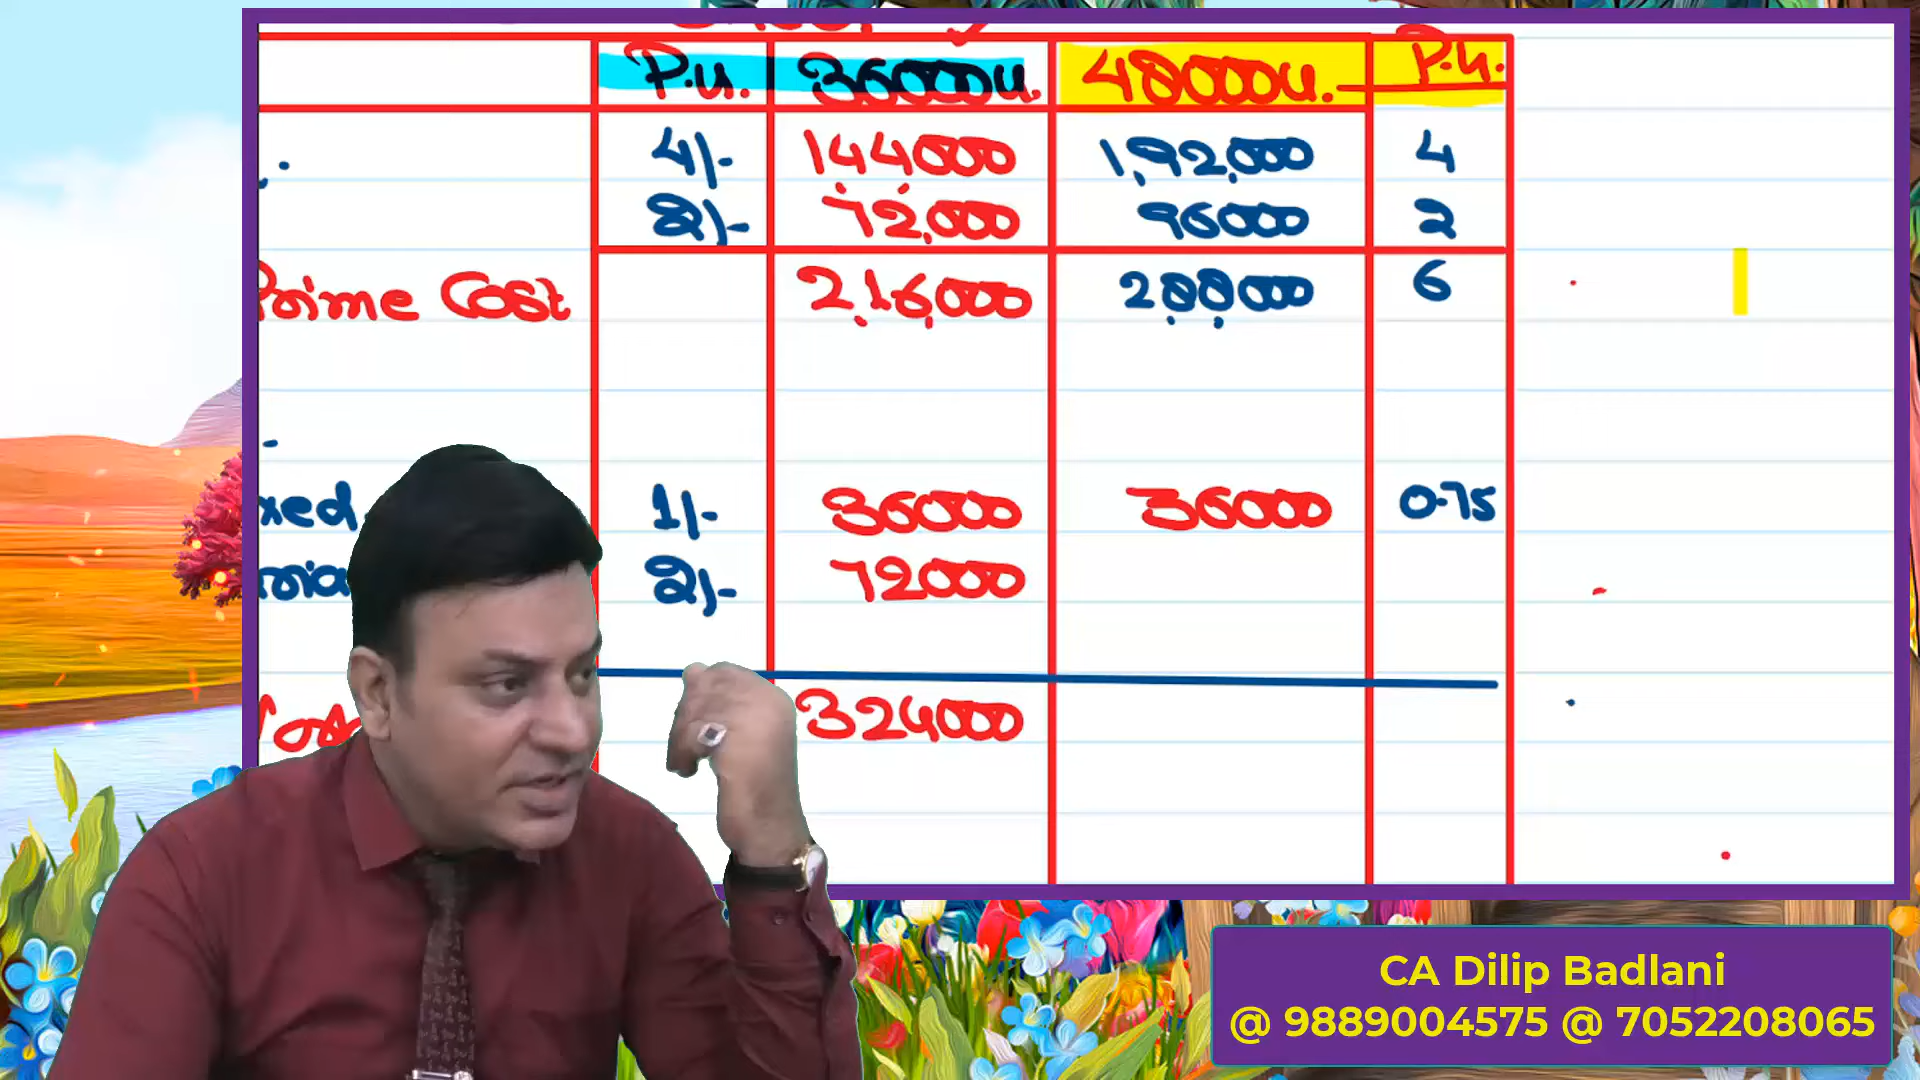 P.u. 36000u. 48000u. P.u.
4/- 144000 1,92,000 4
2/- 72,000 96000 2
Prime Cost 2,16,000 288000 6
xed 1/- 36000 36000 0.75
2/- 72000
324000
CA Dilip Badlani
@ 9889004575 @ 7052208065